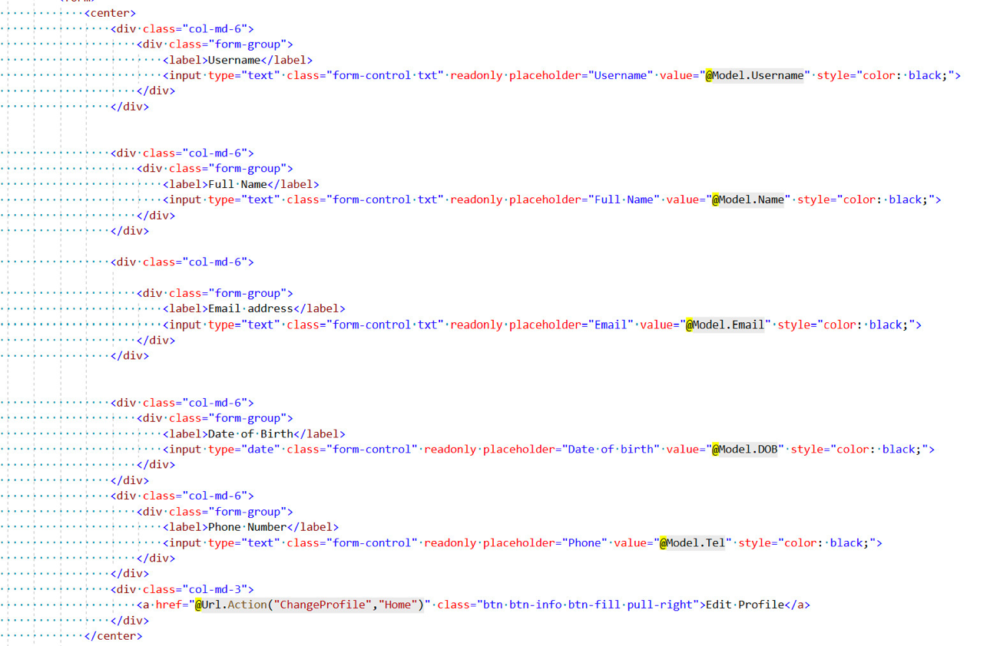 <center>
<div class="col-md-6">
<div class="form-group">
<label>Username</label>
<input type="text" class="form-control txt" readonly placeholder="Username" value="@Model.Username" style="color: black;">
</div>
</div>
<div class="col-md-6">
<div class="form-group">
<label>Full Name</label>
<input type="text" class="form-control txt" readonly placeholder="Full Name" value="@Model.Name" style="color: black;">
</div>
</div>
<div class="col-md-6">
<div class="form-group">
<label>Email address</label>
<input type="text" class="form-control txt" readonly placeholder="Email" value="@Model.Email" style="color: black;">
</div>
</div>
<div class="col-md-6">
<div class="form-group">
<label>Date of Birth</label>
<input type="date" class="form-control" readonly placeholder="Date of birth" value="@Model.DOB" style="color: black;">
</div>
</div>
<div class="col-md-6">
<div class="form-group">
<label>Phone Number</label>
<input type="text" class="form-control" readonly placeholder="Phone" value="@Model.Tel" style="color: black;">
</div>
</div>
<div class="col-md-3">
<a href="@Url.Action("ChangeProfile","Home")" class="btn btn-info btn-fill pull-right">Edit Profile</a>
</div>
</center>